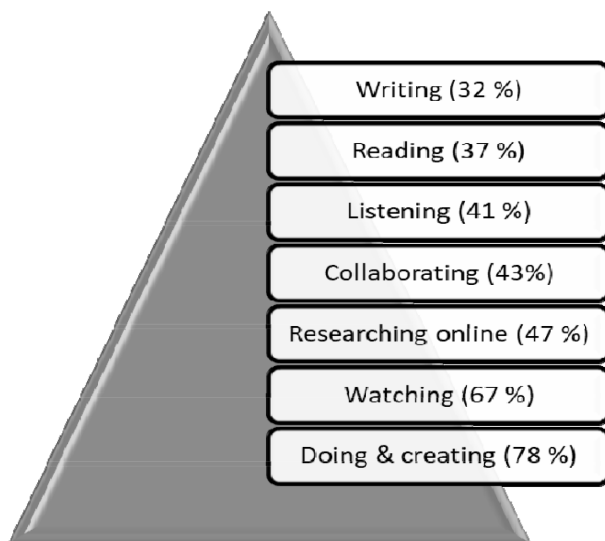 Writing (32 %)
Reading (37 %)
Listening (41 %)
Collaborating (43%)
Researching online (47 %)
Watching (67 %)
Doing & creating (78 %)